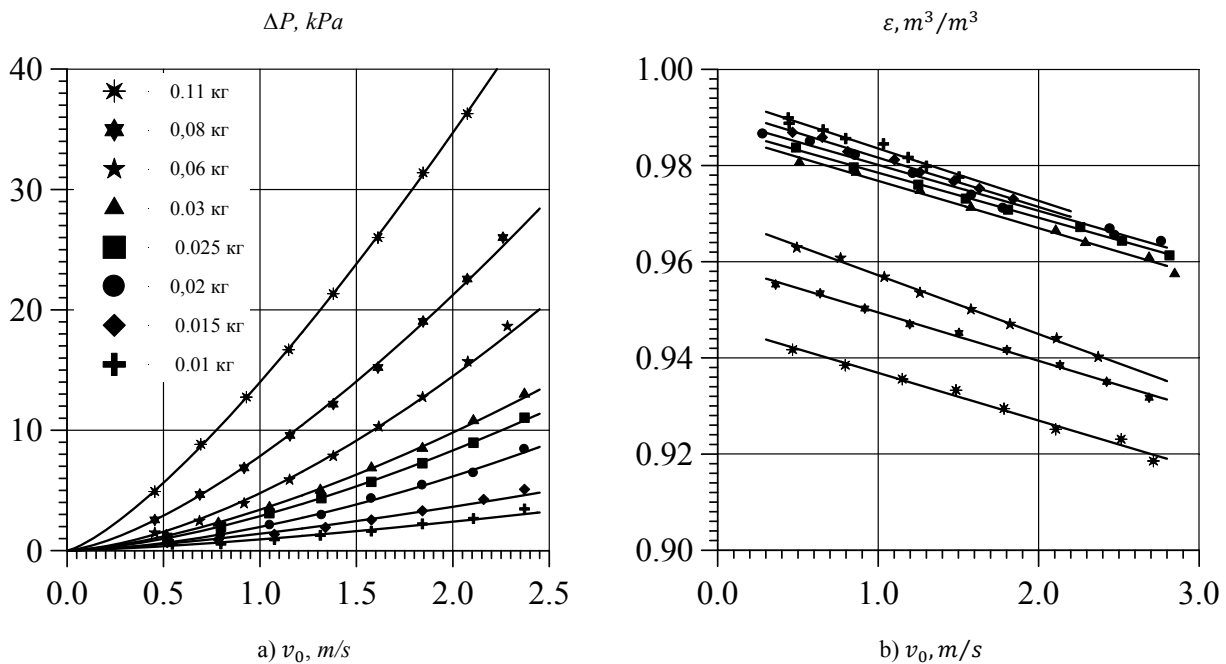 ΔP, kPa
40
30
20
10
0
0.11 кг
0,08 кг
0,06 кг
0.03 кг
0.025 кг
0,02 кг
0.015 кг
0.01 кг
0.0 0.5 1.0 1.5 2.0 2.5
a) v₀, m/s
ε, m³/m³
1.00
0.98
0.96
0.94
0.92
0.90
0.0 1.0 2.0 3.0
b) v₀, m/s